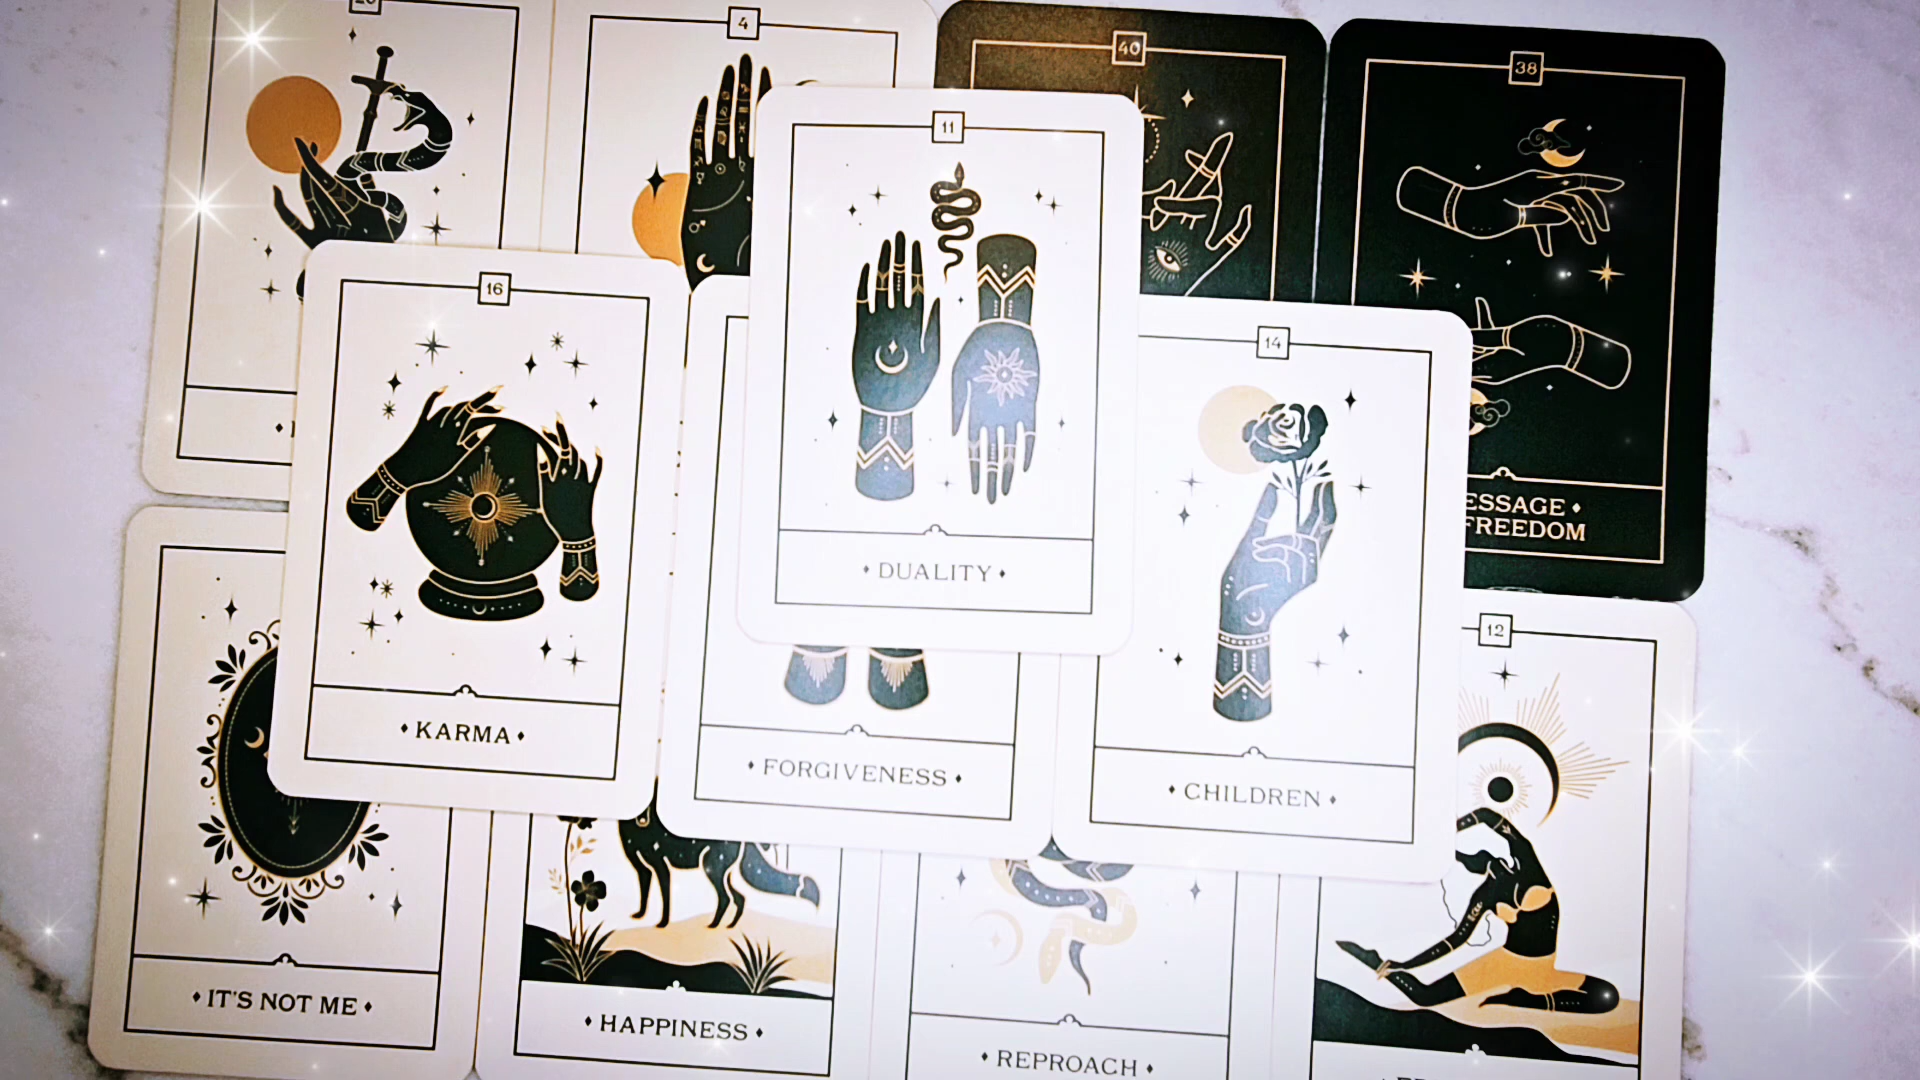 4
40
38
ESSAGE
FREEDOM
11
DUALITY
16
KARMA
FORGIVENESS
14
CHILDREN
12
IT'S NOT ME
HAPPINESS
REPROACH